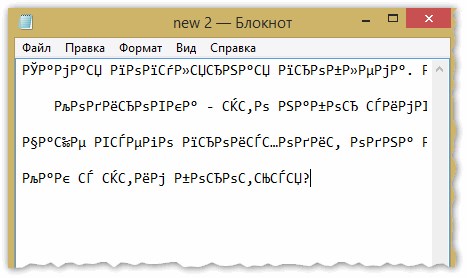 new 2 — Блокнот
Файл Правка Формат Вид Справка
РЎР°РјР°СЏ РїРѕРїСѓР»СЏСЂРЅР°СЏ РїСЂРѕР±Р»РµРјР°. Р
РљРѕРґРёСЂРѕРІРєР° - СЌС‚Рѕ РЅР°Р±РѕСЂ СЃРёРјРІ
Р§Р°С‰Рµ РІСЃРµРіРѕ РїСЂРѕРёСЃС…РѕРґРёС‚ РѕРґРЅР° Р
РљР°Рє СЃ СЌС‚РёРј Р±РѕСЂРѕС‚СЊСЃСЏ?